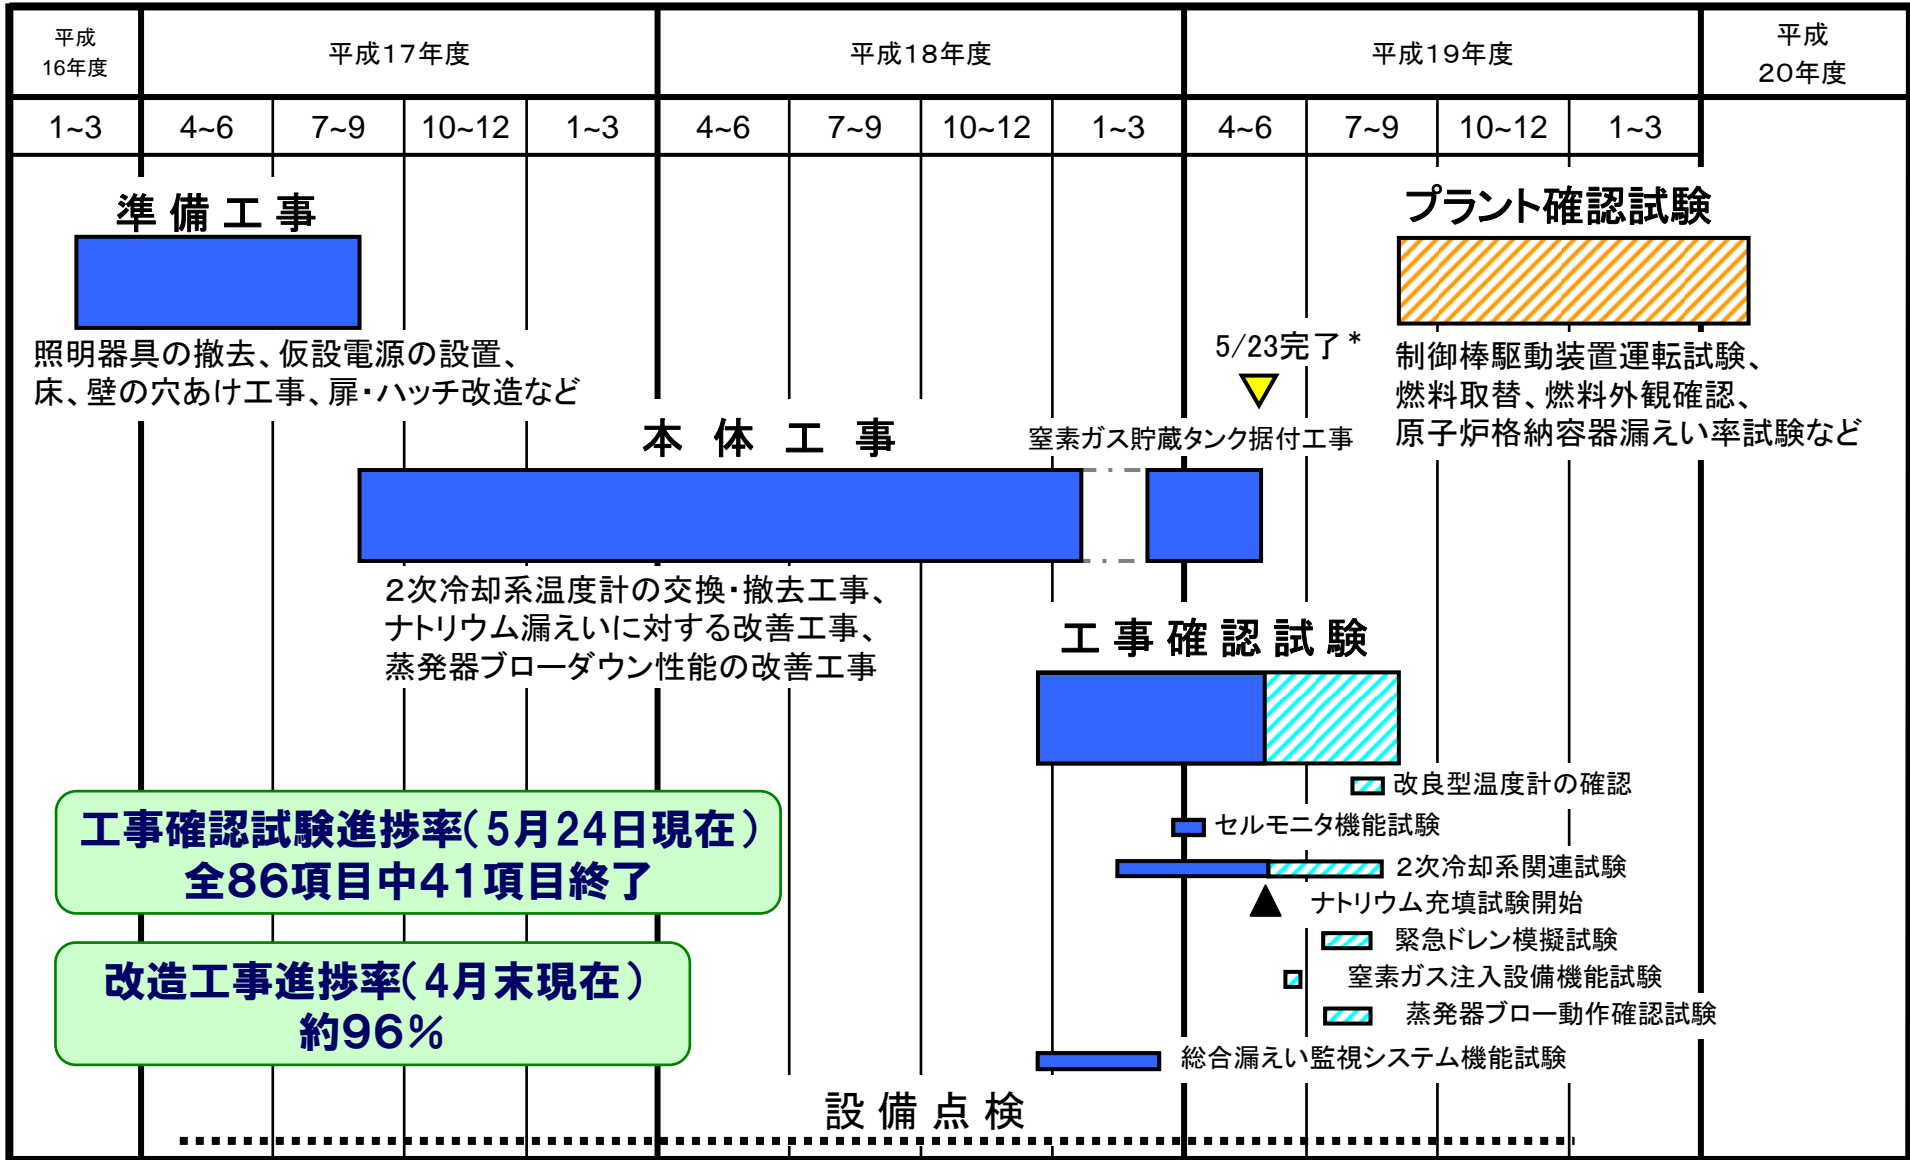 平成
16年度
平成17年度
平成18年度
平成19年度
平成
20年度
1~3
4~6
7~9
10~12
1~3
4~6
7~9
10~12
1~3
4~6
7~9
10~12
1~3
準備工事
プラント確認試験
照明器具の撤去、仮設電源の設置、
床、壁の穴あけ工事、扉・ハッチ改造など
5/23完了*
制御棒駆動装置運転試験、
燃料取替、燃料外観確認、
原子炉格納容器漏えい率試験など
本体工事
窒素ガス貯蔵タンク据付工事
2次冷却系温度計の交換・撤去工事、
ナトリウム漏えいに対する改善工事、
蒸発器ブローダウン性能の改善工事
工事確認試験
改良型温度計の確認
セルモニタ機能試験
2次冷却系関連試験
ナトリウム充填試験開始
緊急ドレン模擬試験
窒素ガス注入設備機能試験
蒸発器ブロー動作確認試験
総合漏えい監視システム機能試験
工事確認試験進捗率(5月24日現在)
全86項目中41項目終了
改造工事進捗率(4月末現在)
約96%
設備点検